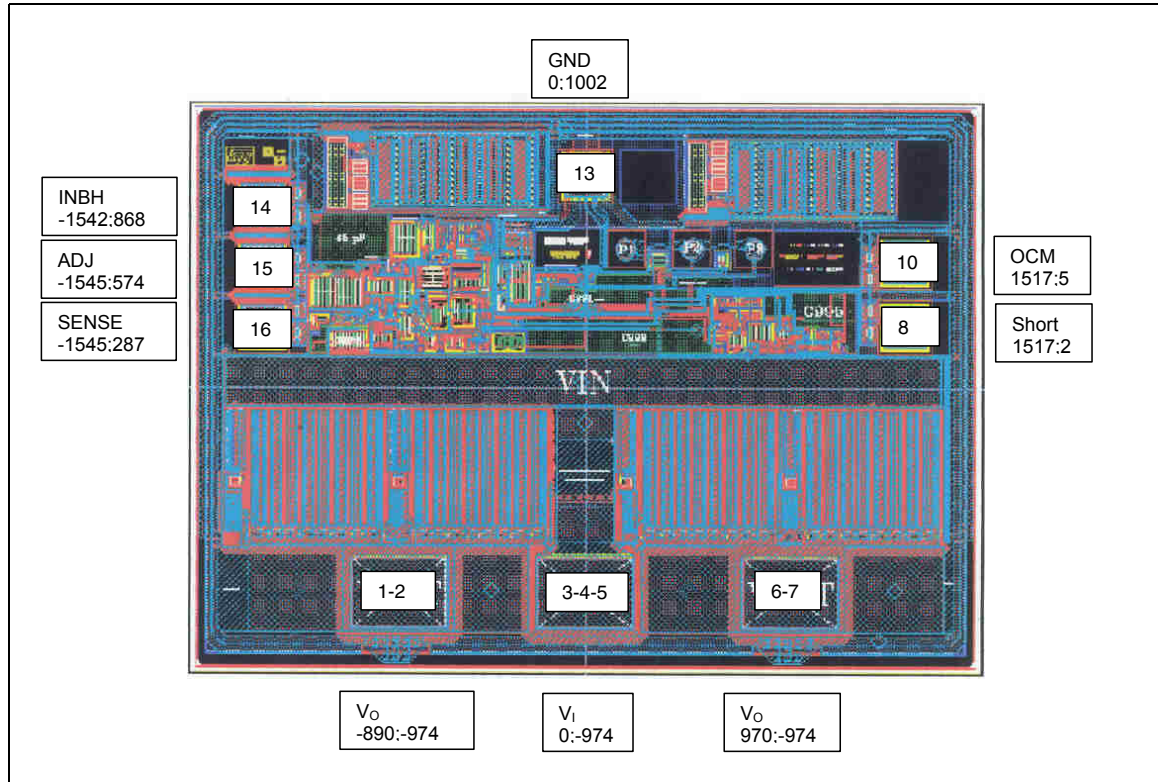 GND
0;1002
13
INBH
-1542;868
14
ADJ
-1545;574
15
SENSE
-1545;287
16
P1
P2
P3
10
OCM
1517;5
8
Short
1517;2
VIN
1-2
3-4-5
6-7
VO
-890;-974
VI
0;-974
VO
970;-974